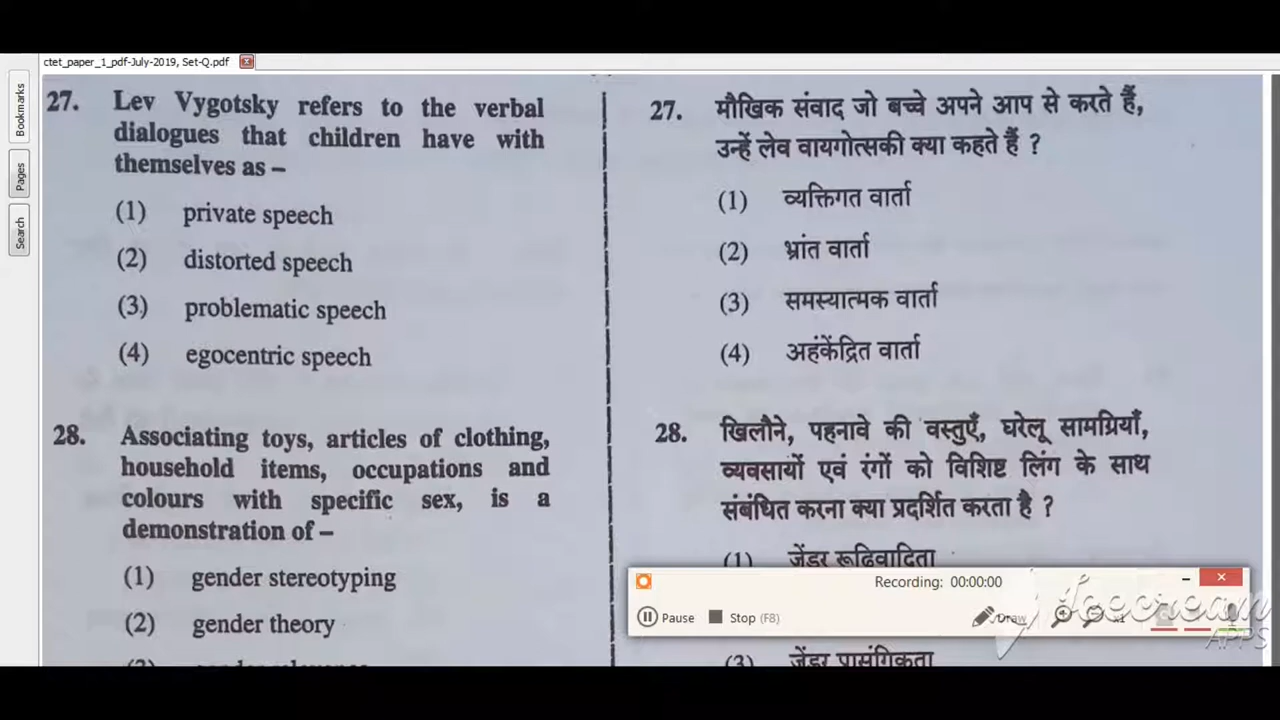 ctet_paper_1_pdf-July-2019, Set-Q.pdf
Bookmarks
Pages
Search
27. Lev Vygotsky refers to the verbal
dialogues that children have with
themselves as –
(1) private speech
(2) distorted speech
(3) problematic speech
(4) egocentric speech
28. Associating toys, articles of clothing,
household items, occupations and
colours with specific sex, is a
demonstration of –
(1) gender stereotyping
(2) gender theory
27. मौखिक संवाद जो बच्चे अपने आप से करते हैं,
उन्हें लेव वायगोत्सकी क्या कहते हैं ?
(1) व्यक्तिगत वार्ता
(2) भ्रांत वार्ता
(3) समस्यात्मक वार्ता
(4) अहंकेंद्रित वार्ता
28. खिलौने, पहनावे की वस्तुएँ, घरेलू सामग्रियाँ,
व्यवसायों एवं रंगों को विशिष्ट लिंग के साथ
संबंधित करना क्या प्रदर्शित करता है ?
(1) जेंडर रूढिवादिता
(3) जेंडर प्रासंगिकता
Recording: 00:00:00
Pause Stop (F8) Draw x1
Icecream
APPS